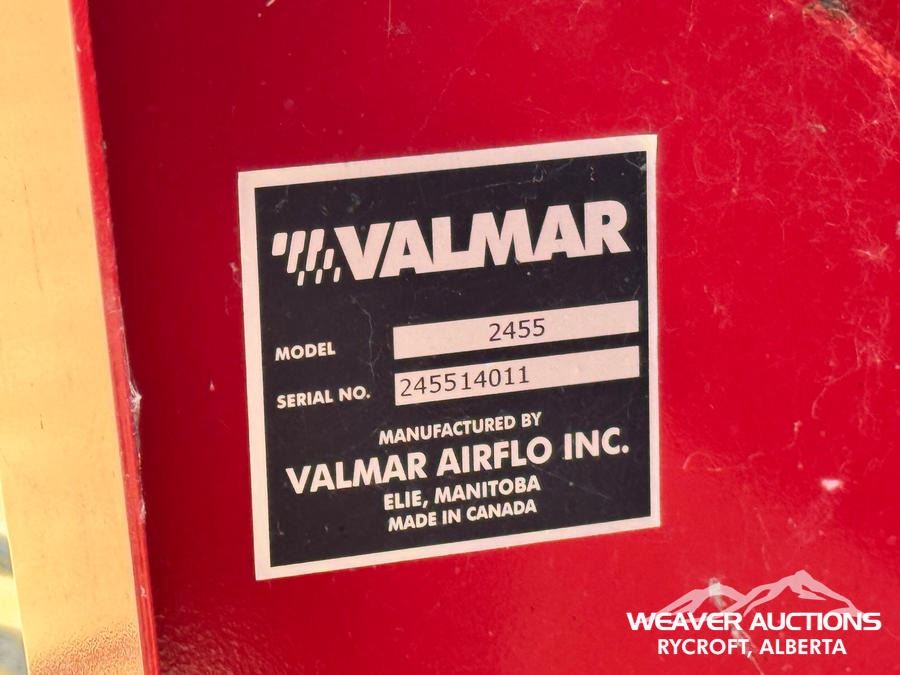 VALMAR
MODEL 2455
SERIAL NO. 245514011
MANUFACTURED BY
VALMAR AIRFLO INC.
ELIE, MANITOBA
MADE IN CANADA
WEAVER AUCTIONS
RYCROFT, ALBERTA